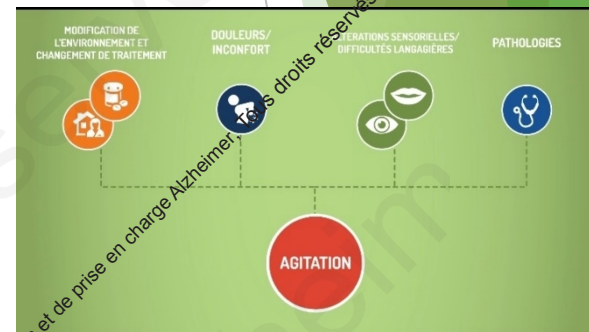 MODIFICATION DE
L'ENVIRONNEMENT ET
CHANGEMENT DE TRAITEMENT
DOULEURS/
INCONFORT
TÉRATIONS SENSORIELLES/
DIFFICULTÉS LANGAGIÈRES
PATHOLOGIES
AGITATION
et de prise en charge Alzheimer, Tous droits réservés